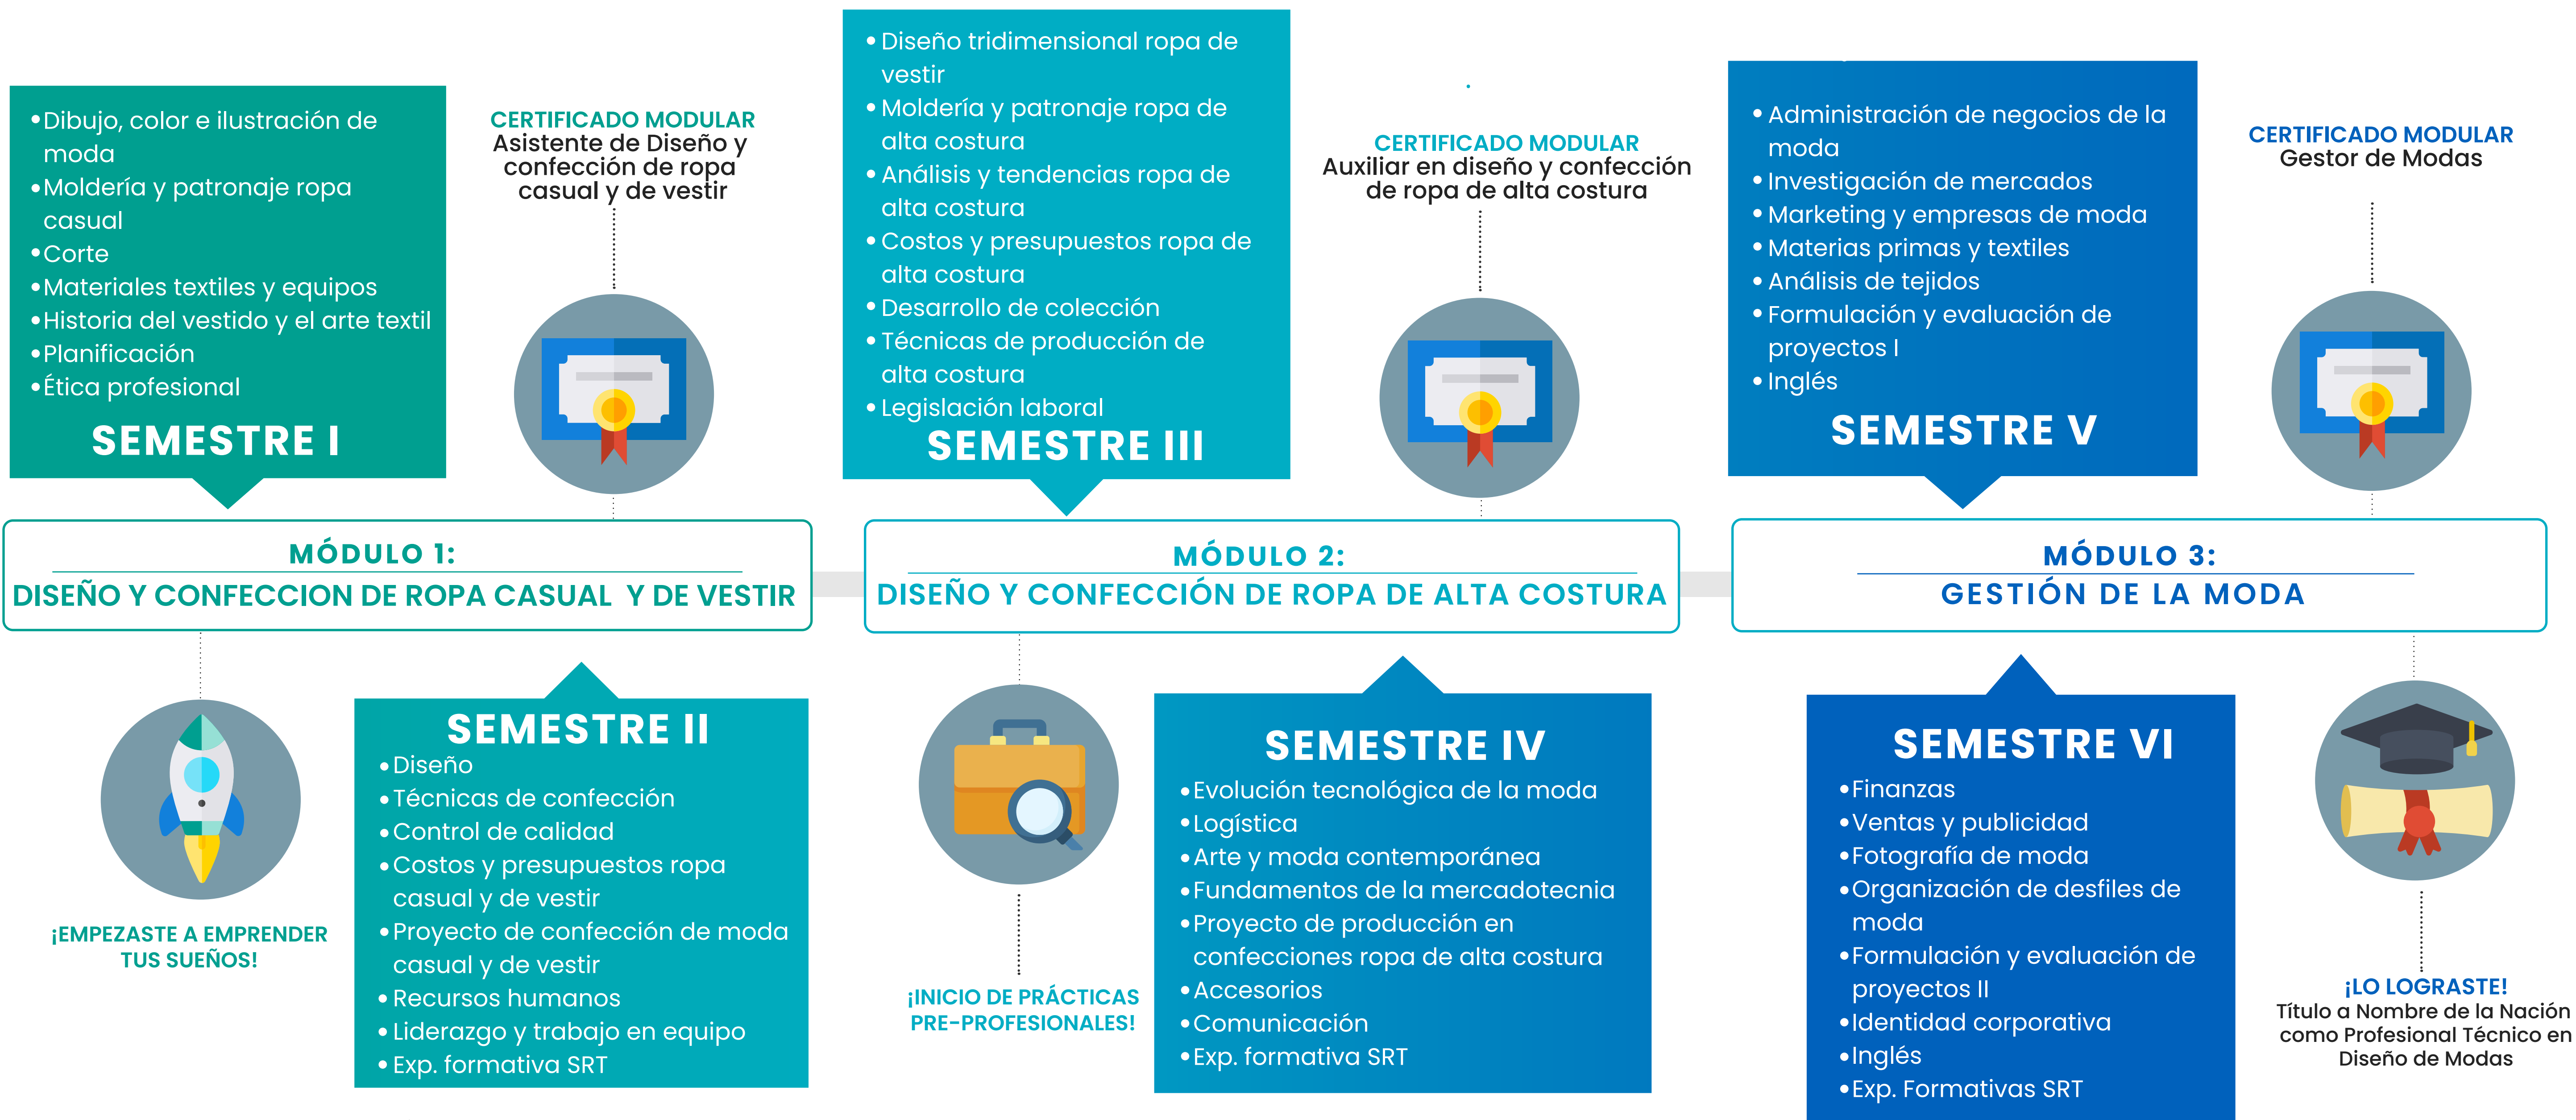 •Dibujo, color e ilustración de
moda
•Moldería y patronaje ropa
casual
•Corte
•Materiales textiles y equipos
•Historia del vestido y el arte textil
•Planificación
•Ética profesional
SEMESTRE I
CERTIFICADO MODULAR
Asistente de Diseño y
confección de ropa
casual y de vestir
• Diseño tridimensional ropa de
vestir
• Moldería y patronaje ropa de
alta costura
• Análisis y tendencias ropa de
alta costura
• Costos y presupuestos ropa de
alta costura
• Desarrollo de colección
• Técnicas de producción de
alta costura
• Legislación laboral
SEMESTRE III
CERTIFICADO MODULAR
Auxiliar en diseño y confección
de ropa de alta costura
• Administración de negocios de la
moda
• Investigación de mercados
• Marketing y empresas de moda
• Materias primas y textiles
• Análisis de tejidos
• Formulación y evaluación de
proyectos I
• Inglés
SEMESTRE V
CERTIFICADO MODULAR
Gestor de Modas
MÓDULO 1:
DISEÑO Y CONFECCION DE ROPA CASUAL Y DE VESTIR
MÓDULO 2:
DISEÑO Y CONFECCIÓN DE ROPA DE ALTA COSTURA
MÓDULO 3:
GESTIÓN DE LA MODA
¡EMPEZASTE A EMPRENDER
TUS SUEÑOS!
SEMESTRE II
• Diseño
• Técnicas de confección
• Control de calidad
• Costos y presupuestos ropa
casual y de vestir
• Proyecto de confección de moda
casual y de vestir
• Recursos humanos
• Liderazgo y trabajo en equipo
• Exp. formativa SRT
¡INICIO DE PRÁCTICAS
PRE-PROFESIONALES!
SEMESTRE IV
•Evolución tecnológica de la moda
•Logística
•Arte y moda contemporánea
•Fundamentos de la mercadotecnia
•Proyecto de producción en
confecciones ropa de alta costura
•Accesorios
•Comunicación
•Exp. formativa SRT
SEMESTRE VI
•Finanzas
•Ventas y publicidad
•Fotografía de moda
•Organización de desfiles de
moda
•Formulación y evaluación de
proyectos II
•Identidad corporativa
•Inglés
•Exp. Formativas SRT
¡LO LOGRASTE!
Título a Nombre de la Nación
como Profesional Técnico en
Diseño de Modas